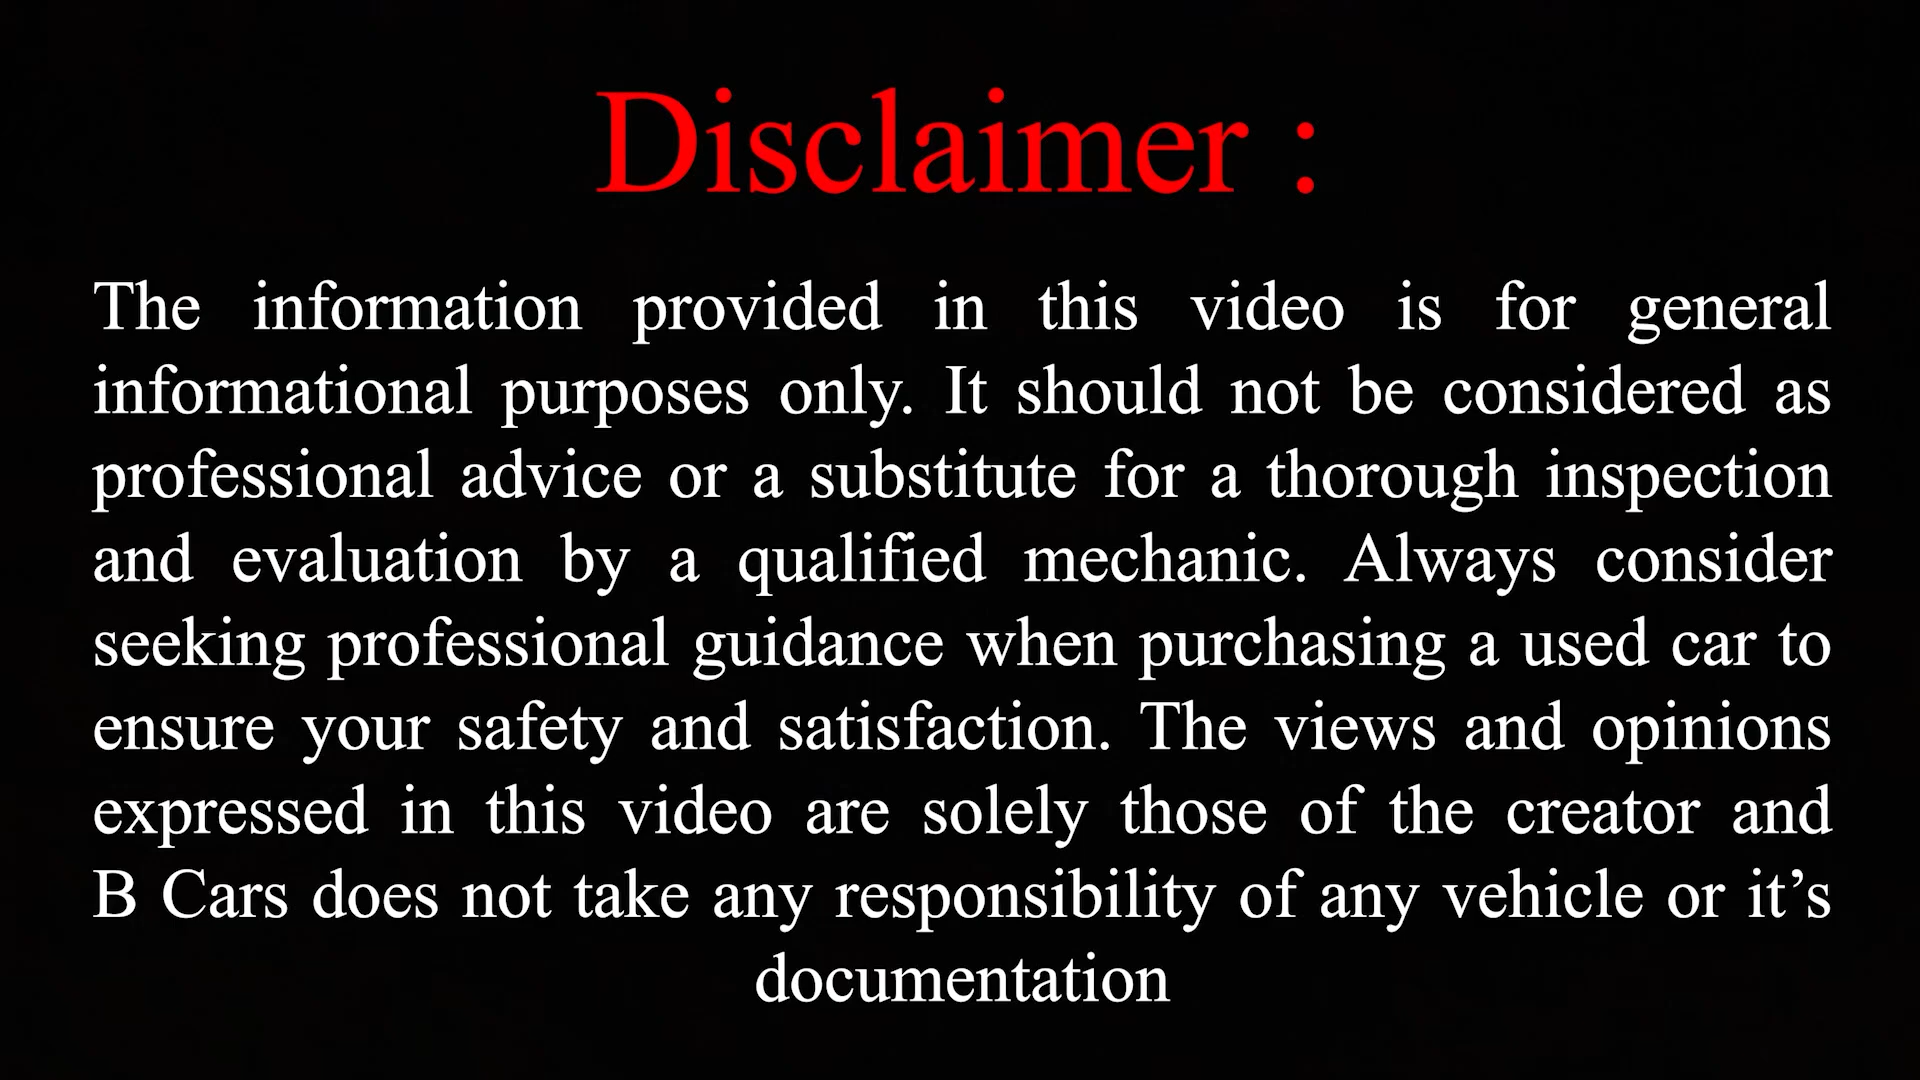 Disclaimer :
The information provided in this video is for general
informational purposes only. It should not be considered as
professional advice or a substitute for a thorough inspection
and evaluation by a qualified mechanic. Always consider
seeking professional guidance when purchasing a used car to
ensure your safety and satisfaction. The views and opinions
expressed in this video are solely those of the creator and
B Cars does not take any responsibility of any vehicle or it’s
documentation